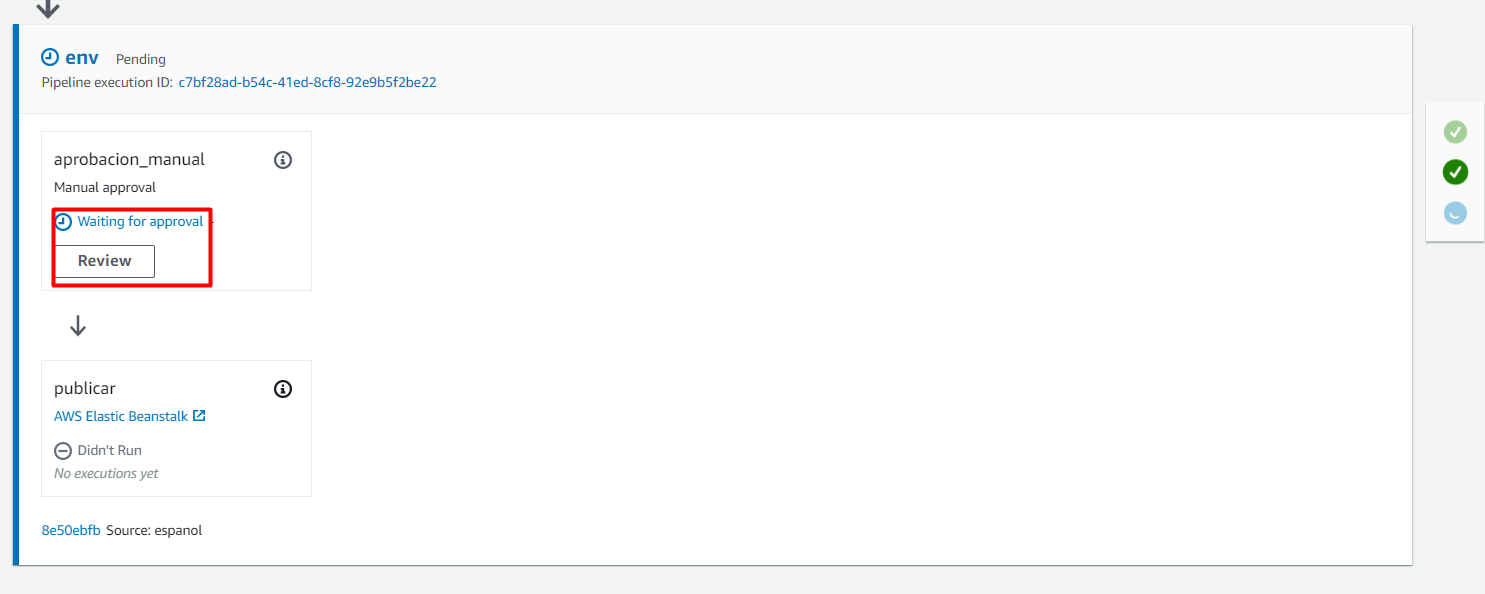 env Pending
Pipeline execution ID: c7bf28ad-b54c-41ed-8cf8-92e9b5f2be22
aprobacion_manual
Manual approval
Waiting for approval -
Review
publicar
AWS Elastic Beanstalk
Didn't Run
No executions yet
8e50ebfb Source: espanol